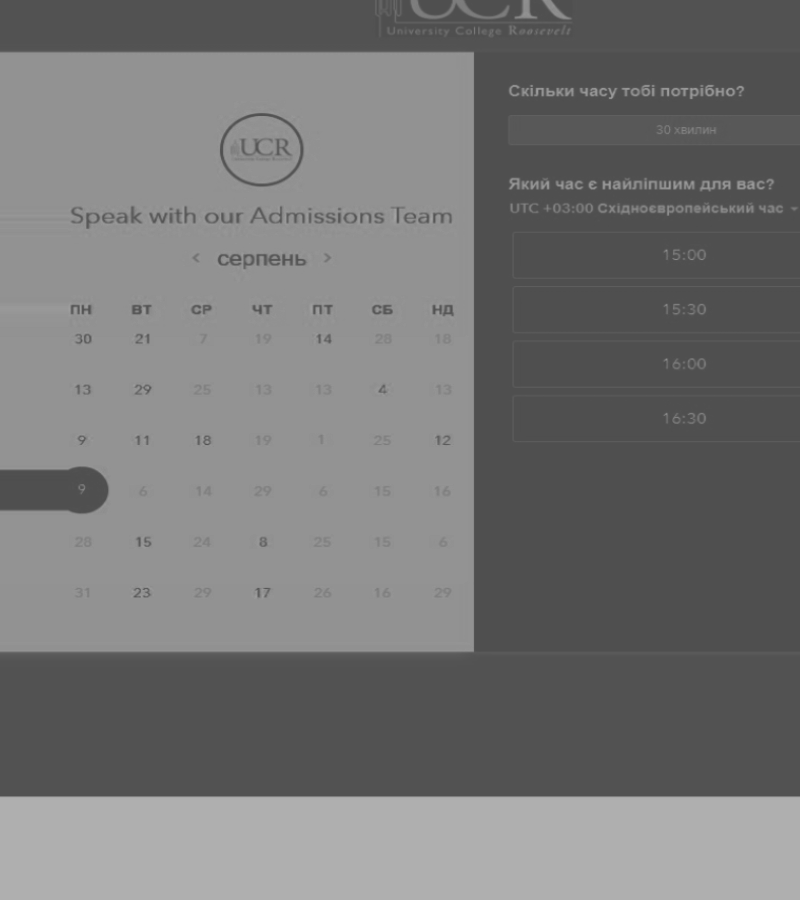 UCR
University College Roosevelt
UCR
Speak with our Admissions Team
< серпень >
ПН ВТ СР ЧТ ПТ СБ НД
30 21 7 19 14 28 18
13 29 25 13 13 4 13
9 11 18 19 1 25 12
9 6 14 29 6 15 16
28 15 24 8 25 15 6
31 23 29 17 26 16 29
Скільки часу тобі потрібно?
30 хвилин
Який час є найліпшим для вас?
UTC +03:00 Східноєвропейський час
15:00
15:30
16:00
16:30